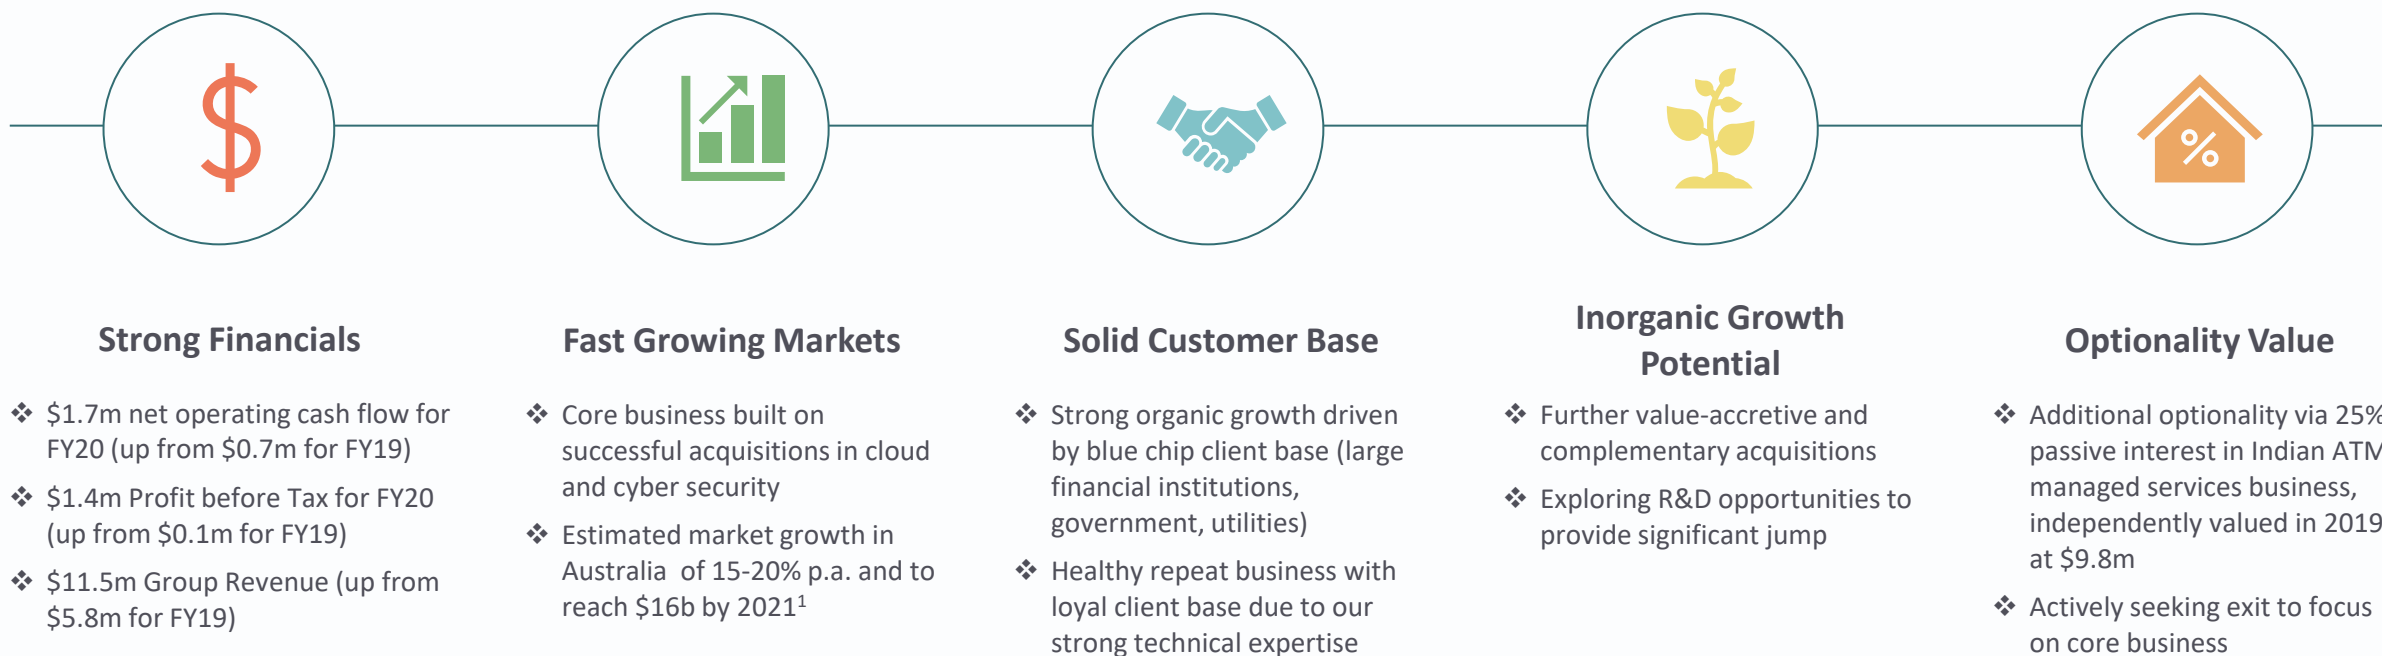 Strong Financials
❖ $1.7m net operating cash flow for
FY20 (up from $0.7m for FY19)
❖ $1.4m Profit before Tax for FY20
(up from $0.1m for FY19)
❖ $11.5m Group Revenue (up from
$5.8m for FY19)
Fast Growing Markets
❖ Core business built on
successful acquisitions in cloud
and cyber security
❖ Estimated market growth in
Australia of 15-20% p.a. and to
reach $16b by 2021¹
Solid Customer Base
❖ Strong organic growth driven
by blue chip client base (large
financial institutions,
government, utilities)
❖ Healthy repeat business with
loyal client base due to our
strong technical expertise
Inorganic Growth
Potential
❖ Further value-accretive and
complementary acquisitions
❖ Exploring R&D opportunities to
provide significant jump
%
Optionality Value
❖ Additional optionality via 25%
passive interest in Indian ATM
managed services business,
independently valued in 2019
at $9.8m
❖ Actively seeking exit to focus
on core business